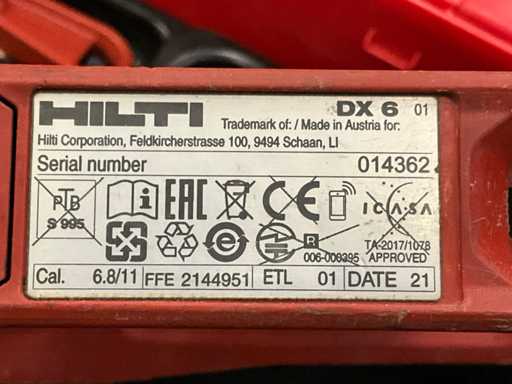 HILTI DX 6 01
Trademark of: / Made in Austria for:
Hilti Corporation, Feldkircherstrasse 100, 9494 Schaan, LI
Serial number 014362
PTB
S 995
EAC
CE
ICASA
R
006-000395
TA-2017/1078
APPROVED
Cal. 6.8/11 FFE 2144951 ETL 01 DATE 21